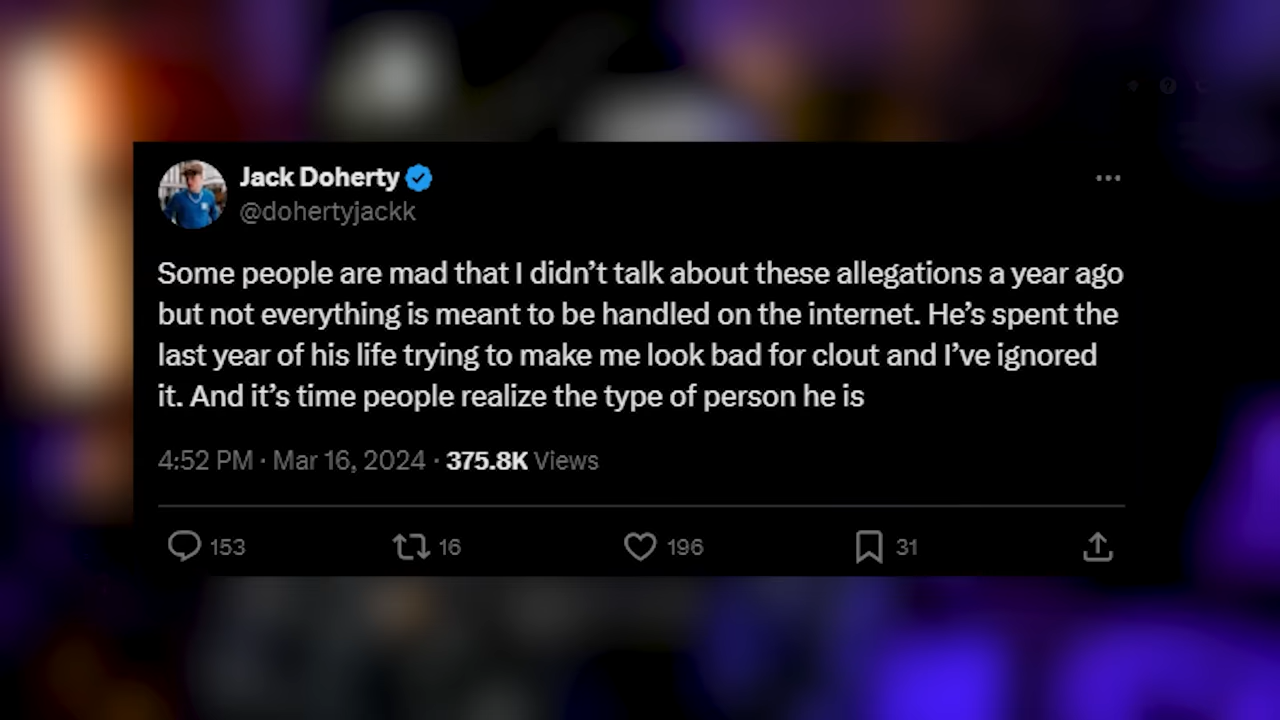 Jack Doherty
@dohertyjackk
Some people are mad that I didn’t talk about these allegations a year ago
but not everything is meant to be handled on the internet. He’s spent the
last year of his life trying to make me look bad for clout and I’ve ignored
it. And it’s time people realize the type of person he is
4:52 PM · Mar 16, 2024 · 375.8K Views
153 16 196 31